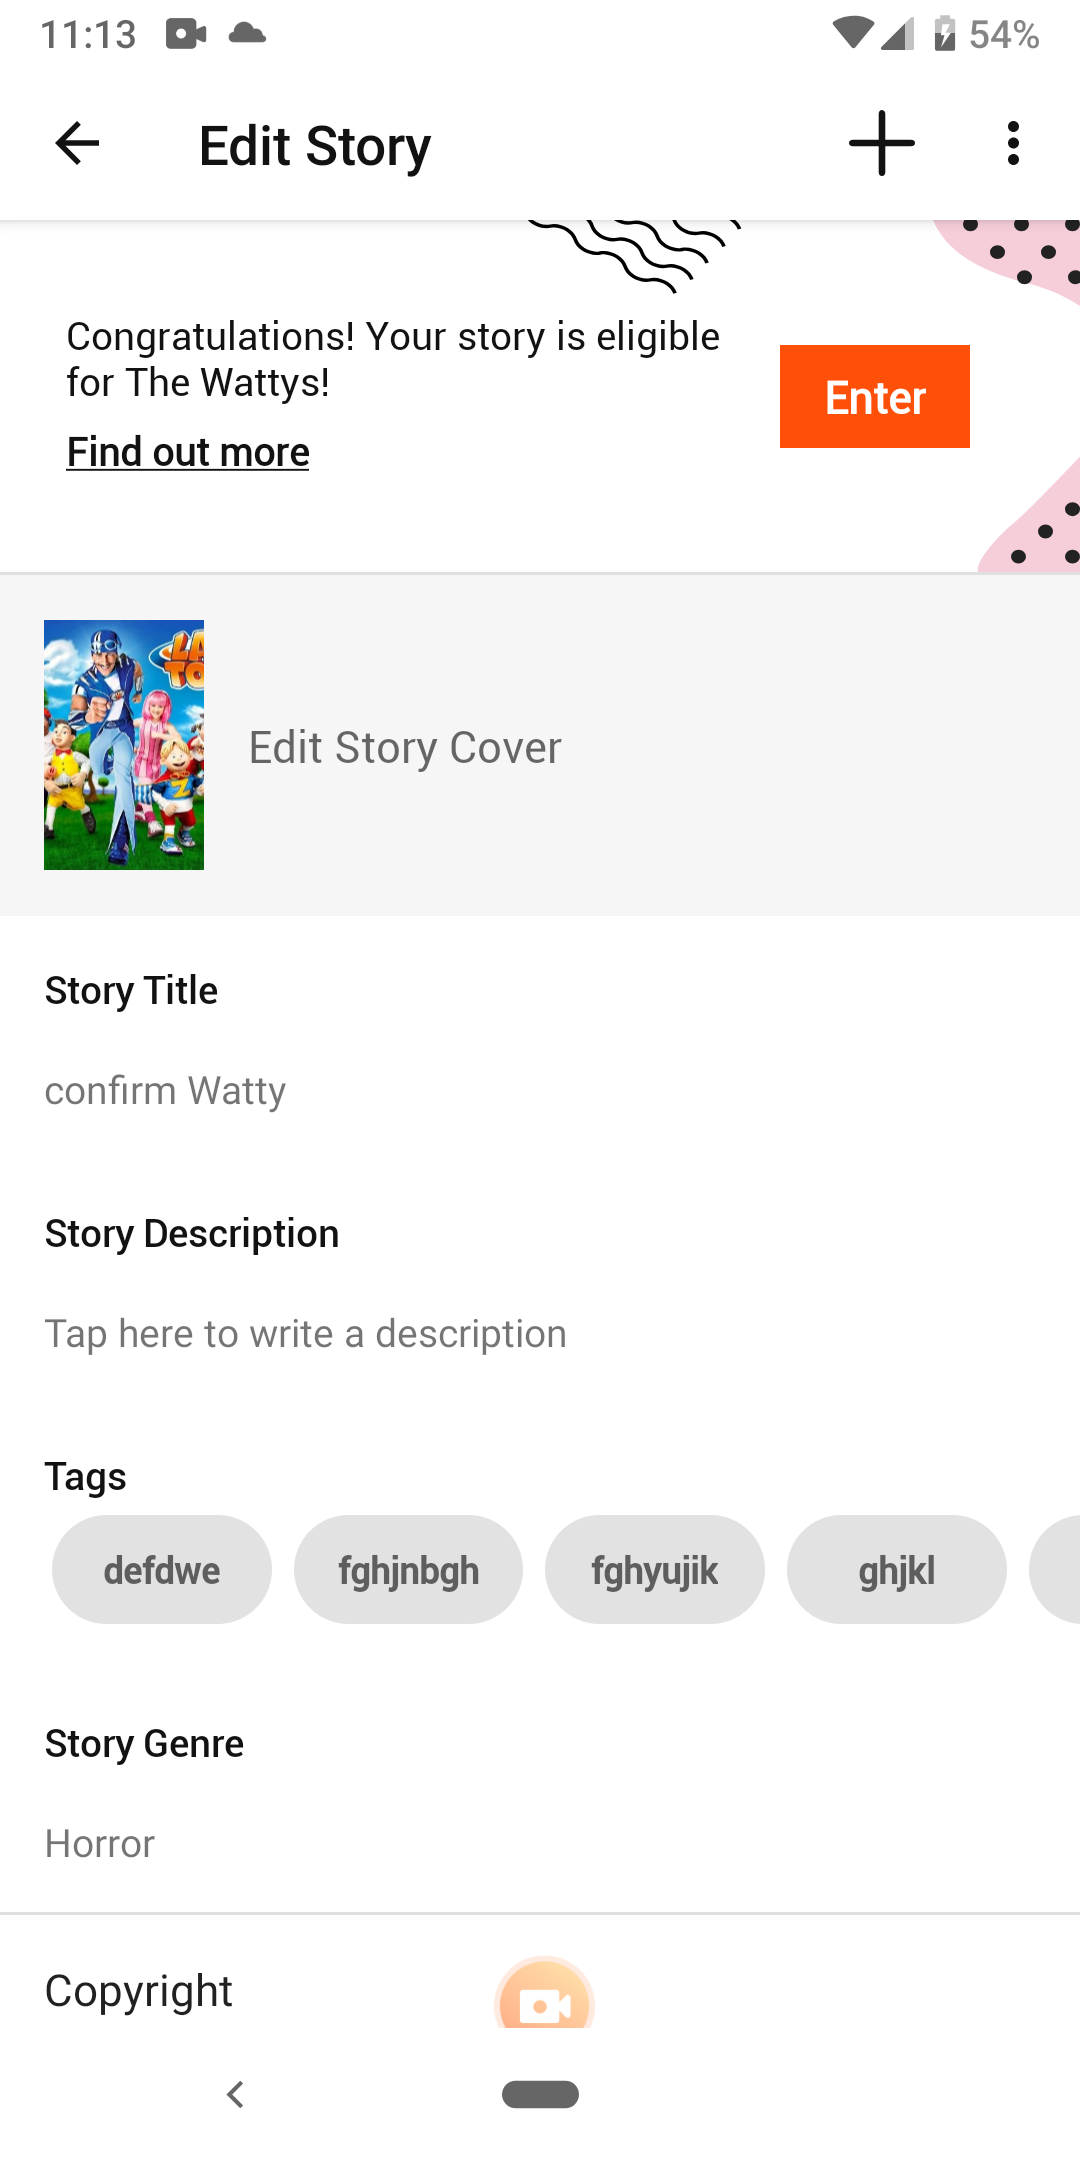 11:13
54%
Edit Story
Congratulations! Your story is eligible
for The Wattys!
Enter
Find out more
LA
TO
Z
Edit Story Cover
Story Title
confirm Watty
Story Description
Tap here to write a description
Tags
defdwe fghjnbgh fghyujik ghjkl
Story Genre
Horror
Copyright